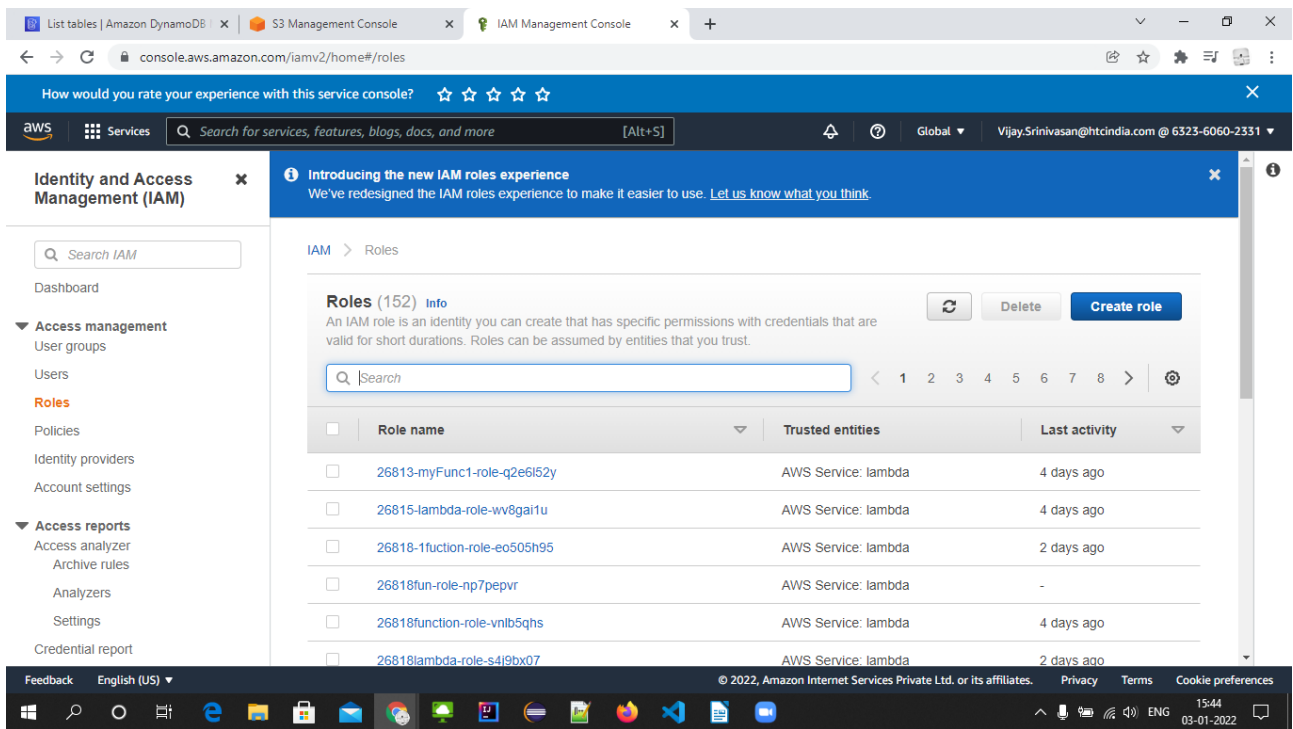 List tables | Amazon DynamoDB
S3 Management Console
IAM Management Console
console.aws.amazon.com/iamv2/home#/roles
How would you rate your experience with this service console?
aws
Services
Search for services, features, blogs, docs, and more
[Alt+S]
Global
Vijay.Srinivasan@htcindia.com @ 6323-6060-2331
Identity and Access
Management (IAM)
Search IAM
Dashboard
Access management
User groups
Users
Roles
Policies
Identity providers
Account settings
Access reports
Access analyzer
Archive rules
Analyzers
Settings
Credential report
Introducing the new IAM roles experience
We've redesigned the IAM roles experience to make it easier to use. Let us know what you think.
IAM > Roles
Roles (152) Info
An IAM role is an identity you can create that has specific permissions with credentials that are
valid for short durations. Roles can be assumed by entities that you trust.
Delete
Create role
Search
1 2 3 4 5 6 7 8
Role name Trusted entities Last activity
26813-myFunc1-role-q2e6l52y AWS Service: lambda 4 days ago
26815-lambda-role-wv8gai1u AWS Service: lambda 4 days ago
26818-1fuction-role-eo505h95 AWS Service: lambda 2 days ago
26818fun-role-np7pepvr AWS Service: lambda -
26818function-role-vnlb5qhs AWS Service: lambda 4 days ago
26818lambda-role-s4j9bx07 AWS Service: lambda 2 days ago
Feedback English (US) © 2022, Amazon Internet Services Private Ltd. or its affiliates. Privacy Terms Cookie preferences
ENG
15:44
03-01-2022